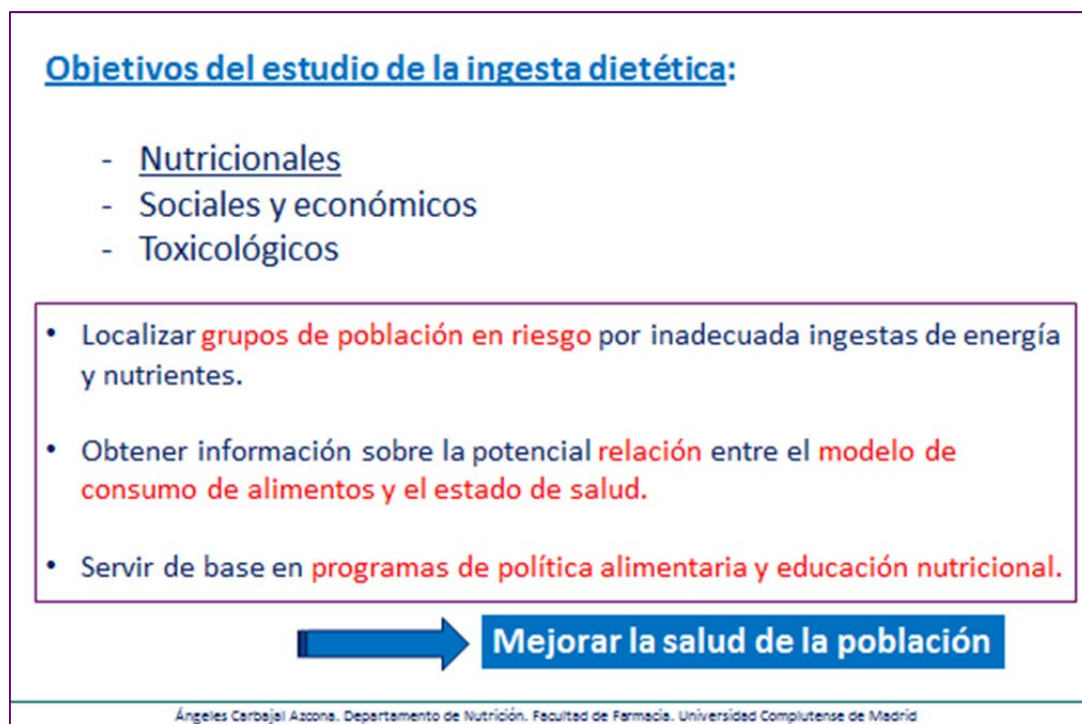 Objetivos del estudio de la ingesta dietética:
- Nutricionales
- Sociales y económicos
- Toxicológicos
• Localizar grupos de población en riesgo por inadecuada ingestas de energía
y nutrientes.
• Obtener información sobre la potencial relación entre el modelo de
consumo de alimentos y el estado de salud.
• Servir de base en programas de política alimentaria y educación nutricional.
Mejorar la salud de la población
Ángeles Carbajal Azcona. Departamento de Nutrición. Facultad de Farmacia. Universidad Complutense de Madrid